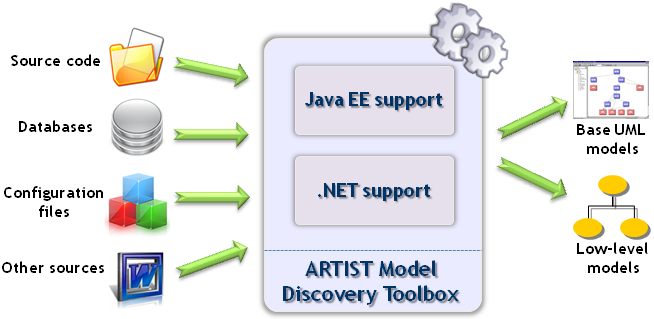 Source code
Databases
Configuration
files
Other sources
Java EE support
.NET support
ARTIST Model
Discovery Toolbox
Base UML
models
Low-level
models